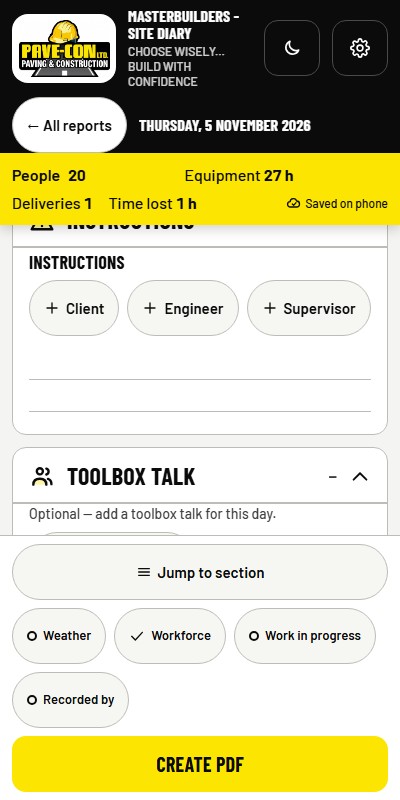 PAVE-CON LTD.
PAVING & CONSTRUCTION
MASTERBUILDERS –
SITE DIARY
CHOOSE WISELY...
BUILD WITH
CONFIDENCE
← All reports
THURSDAY, 5 NOVEMBER 2026
People 20
Equipment 27 h
Deliveries 1 Time lost 1 h
Saved on phone
INSTRUCTIONS
INSTRUCTIONS
+ Client
+ Engineer
+ Supervisor
TOOLBOX TALK –
Optional — add a toolbox talk for this day.
Jump to section
Weather
Workforce
Work in progress
Recorded by
CREATE PDF